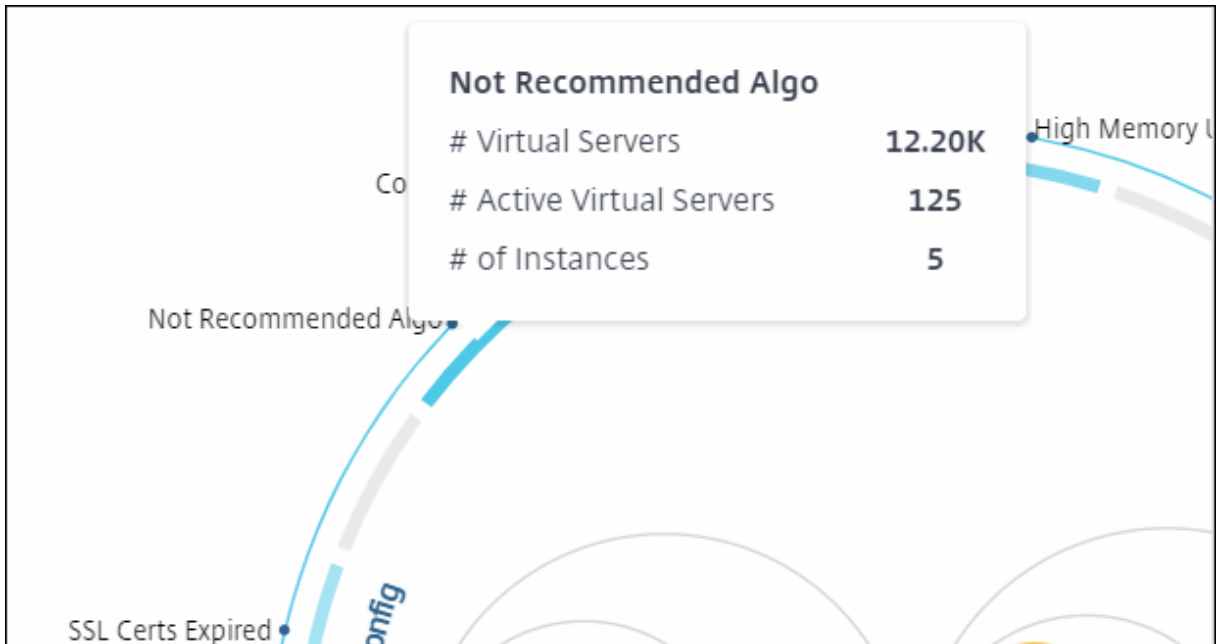 Not Recommended Algo
# Virtual Servers 12.20K
# Active Virtual Servers 125
# of Instances 5
High Memory
Co
Not Recommended Algo
SSL Certs Expired
onfig